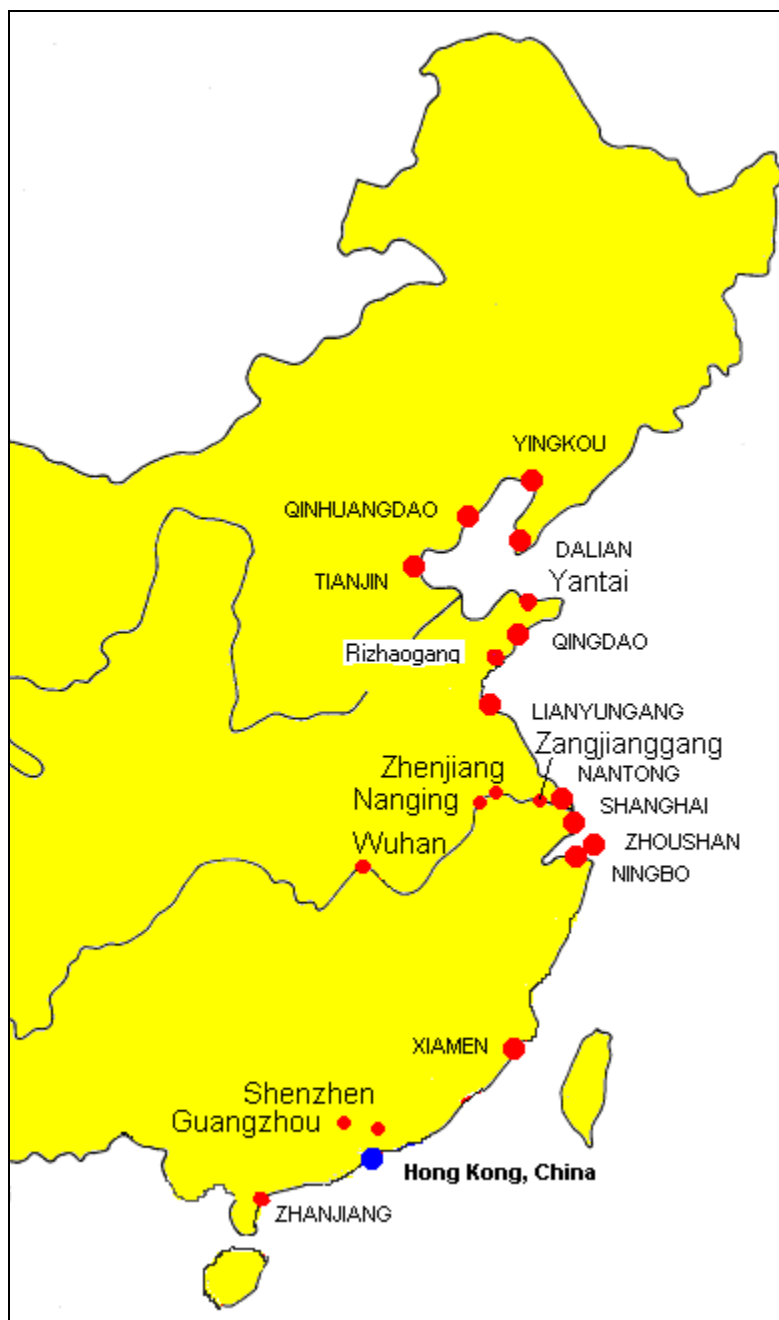 YINGKOU
QINHUANGDAO
DALIAN
TIANJIN
Yantai
QINGDAO
Rizhaogang
LIANYUNGANG
Zangjianggang
Zhenjiang
NANTONG
Nanging
SHANGHAI
Wuhan
ZHOUSHAN
NINGBO
XIAMEN
Shenzhen
Guangzhou
Hong Kong, China
ZHANJIANG